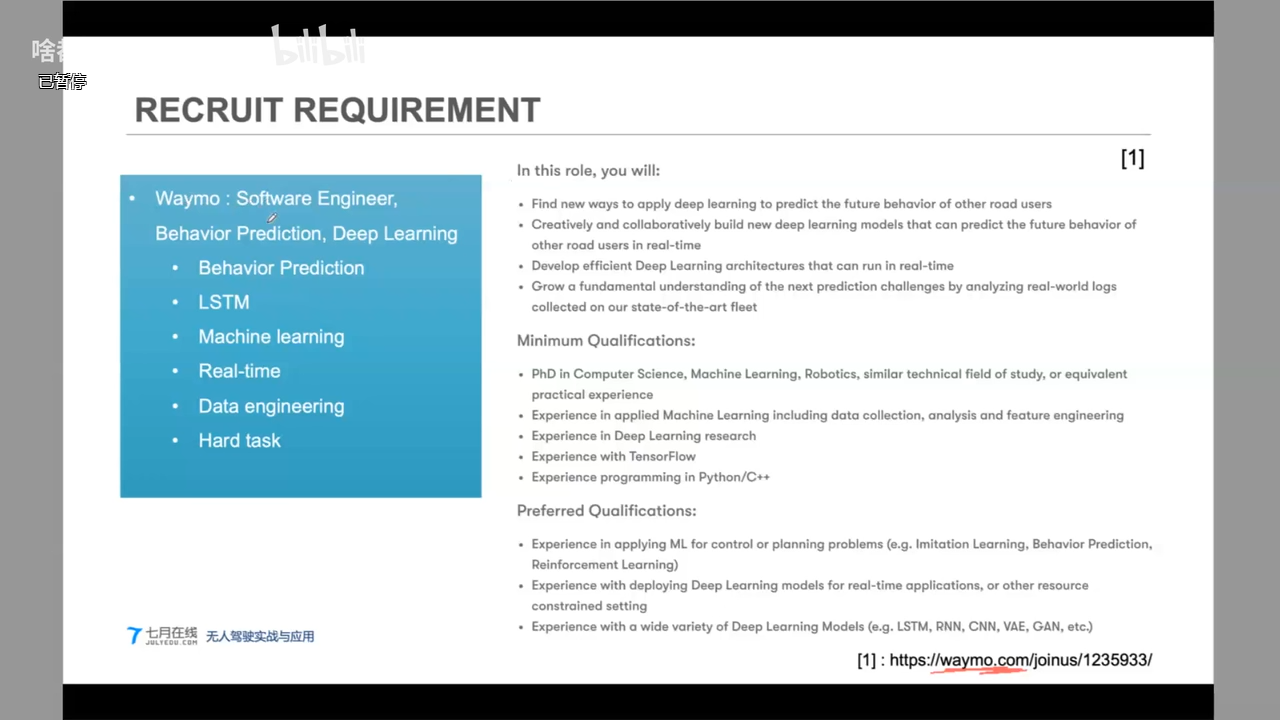 bilibili
已暂停
RECRUIT REQUIREMENT
[1]
• Waymo : Software Engineer,
Behavior Prediction, Deep Learning
• Behavior Prediction
• LSTM
• Machine learning
• Real-time
• Data engineering
• Hard task
In this role, you will:
• Find new ways to apply deep learning to predict the future behavior of other road users
• Creatively and collaboratively build new deep learning models that can predict the future behavior of
other road users in real-time
• Develop efficient Deep Learning architectures that can run in real-time
• Grow a fundamental understanding of the next prediction challenges by analyzing real-world logs
collected on our state-of-the-art fleet
Minimum Qualifications:
• PhD in Computer Science, Machine Learning, Robotics, similar technical field of study, or equivalent
practical experience
• Experience in applied Machine Learning including data collection, analysis and feature engineering
• Experience in Deep Learning research
• Experience with TensorFlow
• Experience programming in Python/C++
Preferred Qualifications:
• Experience in applying ML for control or planning problems (e.g. Imitation Learning, Behavior Prediction,
Reinforcement Learning)
• Experience with deploying Deep Learning models for real-time applications, or other resource
constrained setting
• Experience with a wide variety of Deep Learning Models (e.g. LSTM, RNN, CNN, VAE, GAN, etc.)
七月在线
JULYEDU.COM
无人驾驶实战与应用
[1] : https://waymo.com/joinus/1235933/